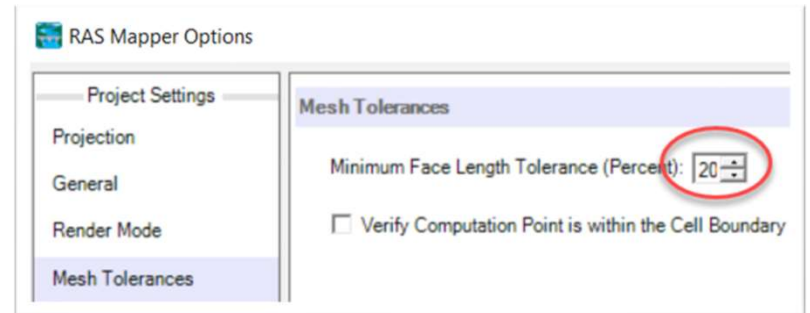 RAS Mapper Options
Project Settings
Projection
General
Render Mode
Mesh Tolerances
Mesh Tolerances
Minimum Face Length Tolerance (Percent): 20
Verify Computation Point is within the Cell Boundary